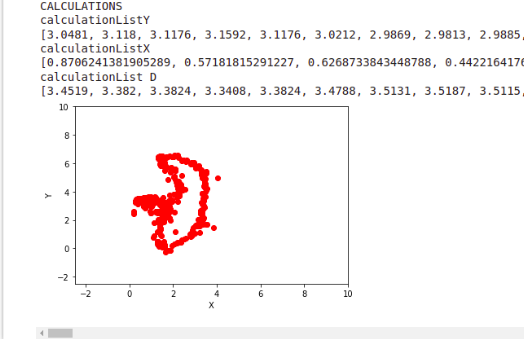 CALCULATIONS
calculationListY
[3.0481, 3.118, 3.1176, 3.1592, 3.1176, 3.0212, 2.9869, 2.9813, 2.9885,
calculationListX
[0.8706241381905289, 0.57181815291227, 0.6268733843448788, 0.4422164176
calculationList D
[3.4519, 3.382, 3.3824, 3.3408, 3.3824, 3.4788, 3.5131, 3.5187, 3.5115,
10
8
6
4
2
0
−2
Y
−2 0 2 4 6 8 10
X